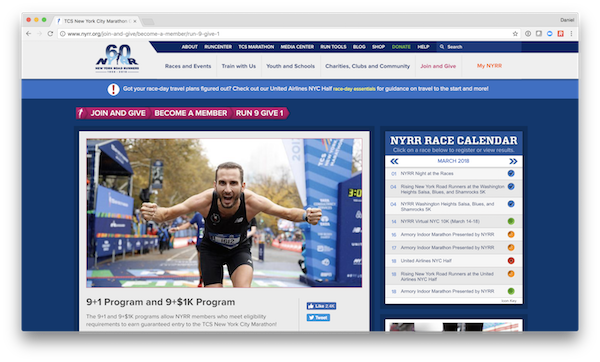 TCS New York City Marathon
Daniel
www.nyrr.org/join-and-give/become-a-member/run-9-give-1
60
NYRR
NEW YORK ROAD RUNNERS
1958 - 2018
ABOUT RUNCENTER TCS MARATHON MEDIA CENTER RUN TOOLS BLOG SHOP DONATE HELP Search
Races and Events Train with Us Youth and Schools Charities, Clubs and Community Join and Give My NYRR
Got your race-day travel plans figured out? Check out our United Airlines NYC Half race-day essentials for guidance on travel to the start and more!
JOIN AND GIVE BECOME A MEMBER RUN 9 GIVE 1
NYRR RACE CALENDAR
Click on a race below to register or view results.
MARCH 2018
03 NYRR Night at the Races
04 Rising New York Road Runners at the Washington
Heights Salsa, Blues, and Shamrocks 5K
04 NYRR Washington Heights Salsa, Blues, and
Shamrocks 5K
14 NYRR Virtual NYC 10K (March 14-18)
16 Armory Indoor Marathon Presented by NYRR
17 Armory Indoor Marathon Presented by NYRR
18 United Airlines NYC Half
18 Rising New York Road Runners at the United
Airlines NYC Half
18 Armory Indoor Marathon Presented by NYRR
9+1 Program and 9+$1K Program
The 9+1 and 9+$1K programs allow NYRR members who meet eligibility
requirements to earn guaranteed entry to the TCS New York City Marathon!
Like 2.4K
Tweet